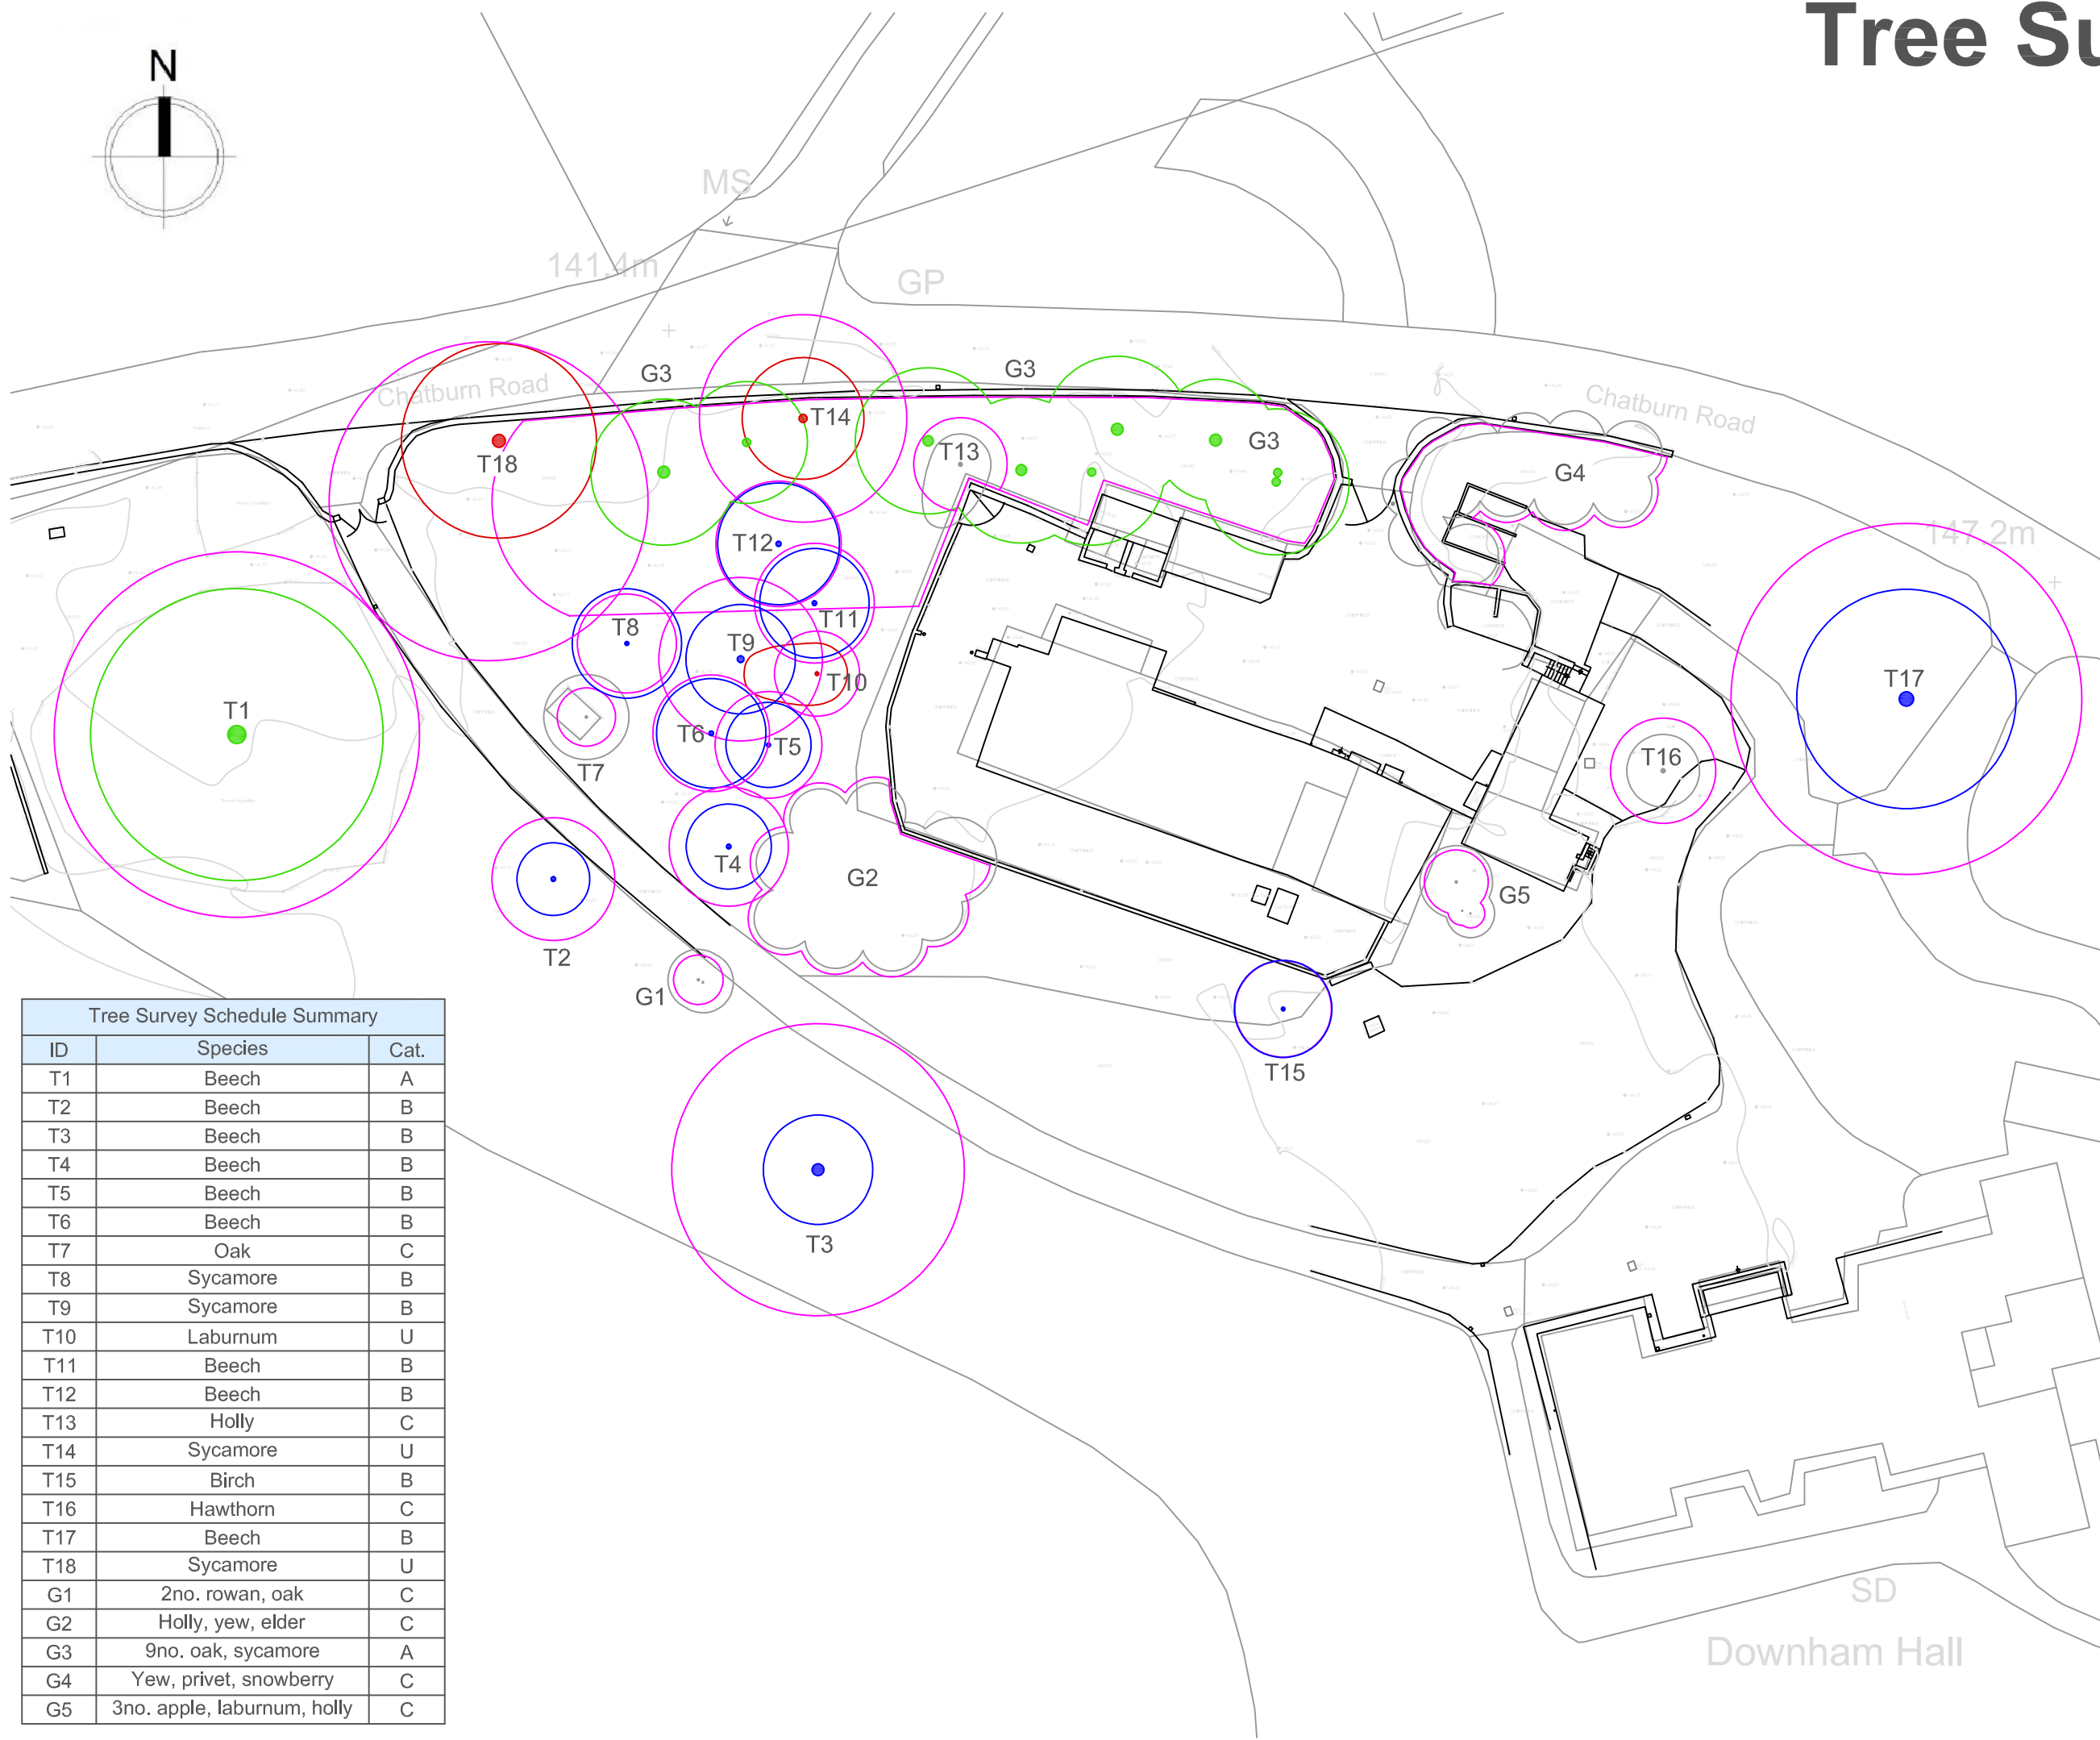 Tree Su
N
MS
141.4m
GP
G3
G3
Chatburn Road
Chatburn Road
T14
T18
T13
G3
G4
147.2m
T12
T11
T8
T9
T10
T17
T1
T6
T5
T16
T7
T4
G2
G5
T2
G1
T15
T3
Tree Survey Schedule Summary
ID Species Cat.
T1 Beech A
T2 Beech B
T3 Beech B
T4 Beech B
T5 Beech B
T6 Beech B
T7 Oak C
T8 Sycamore B
T9 Sycamore B
T10 Laburnum U
T11 Beech B
T12 Beech B
T13 Holly C
T14 Sycamore U
T15 Birch B
T16 Hawthorn C
T17 Beech B
T18 Sycamore U
G1 2no. rowan, oak C
G2 Holly, yew, elder C
G3 9no. oak, sycamore A
G4 Yew, privet, snowberry C
G5 3no. apple, laburnum, holly C
SD
Downham Hall